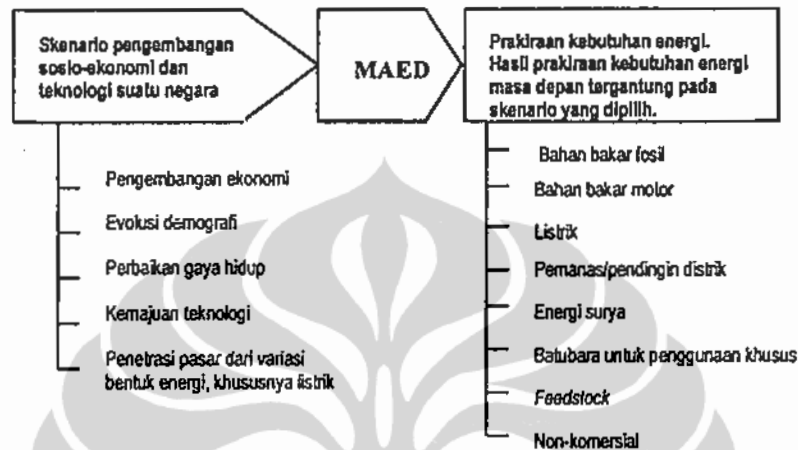 Skenario pengembangan
sosio-ekonomi dan
teknologi suatu negara
MAED
Prakiraan kebutuhan energi.
Hasil prakiraan kebutuhan energi
masa depan tergantung pada
skenario yang dipilih.
Pengembangan ekonomi
Evolusi demografi
Perbaikan gaya hidup
Kemajuan teknologi
Penetrasi pasar dari variasi
bentuk energi, khususnya listrik
Bahan bakar fosil
Bahan bakar motor
Listrik
Pemanas/pendingin distrik
Energi surya
Batubara untuk penggunaan khusus
Feedstock
Non-komersial